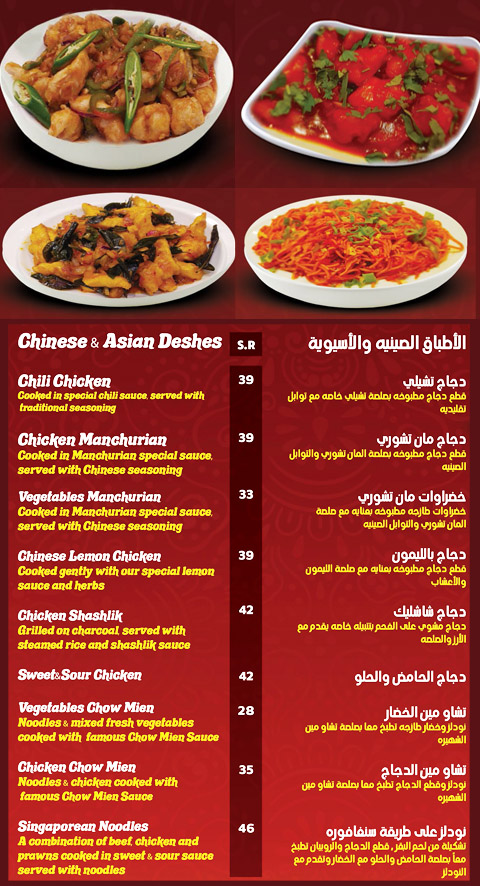 Chinese & Asian Deshes
S.R
الأطباق الصينيه والأسيوية
Chili Chicken
39
دجاج تشيلي
Cooked in special chili sauce, served with
traditional seasoning
قطع دجاج مطبوخه بصلصة تشيلي خاصه مع توابل
تقليديه
Chicken Manchurian
39
دجاج مان تشوري
Cooked in Manchurian special sauce,
served with Chinese seasoning
قطع دجاج مطبوخه بصلصة المان تشوري والتوابل
الصينيه
Vegetables Manchurian
33
خضراوات مان تشوري
Cooked in Manchurian special sauce,
served with Chinese seasoning
خضراوات طازجه مطبوخه بعنايه مع صلصة
المان تشوري والتوابل الصينيه
Chinese Lemon Chicken
39
دجاج بالليمون
Cooked gently with our special lemon
sauce and herbs
قطع دجاج مطبوخه بعنايه مع صلصة الليمون
والأعشاب
Chicken Shashlik
42
دجاج شاشليك
Grilled on charcoal, served with
steamed rice and shashlik sauce
دجاج مشوي على الفحم بتتبيله خاصه يقدم مع
الأرز والصلصه
Sweet&Sour Chicken
42
دجاج الحامض والحلو
Vegetables Chow Mien
28
تشاو مين الخضار
Noodles & mixed fresh vegetables
cooked with famous Chow Mien Sauce
نودلز وخضار طازجه تطبخ معا بصلصة تشاو مين
الشهيره
Chicken Chow Mien
35
تشاو مين الدجاج
Noodles & chicken cooked with
famous Chow Mien Sauce
نودلز وقطع الدجاج تطبخ معا بصلصة تشاو مين
الشهيره
Singaporean Noodles
46
نودلز على طريقة سنغافوره
A combination of beef, chicken and
prawns cooked in sweet & sour sauce
served with noodles
تشكيلة من لحم البقر , قطع الدجاج والروبيان تطبخ
معاً بصلصة الحامض والحلو مع الخضار وتقدم مع
النودلز